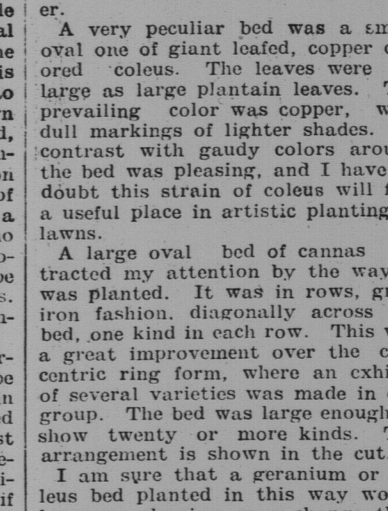 er.
A very peculiar bed was a sm
oval one of giant leafed, copper c
ored coleus. The leaves were
large as large plantain leaves. T
prevailing color was copper, w
dull markings of lighter shades.
contrast with gaudy colors arou
the bed was pleasing, and I have
doubt this strain of coleus will f
a useful place in artistic planting
lawns.
A large oval bed of cannas
tracted my attention by the way
was planted. It was in rows, gr
iron fashion. diagonally across
bed, one kind in each row. This w
a great improvement over the c
centric ring form, where an exhi
of several varieties was made in
group. The bed was large enough
show twenty or more kinds. T
arrangement is shown in the cut.
I am sure that a geranium or
leus bed planted in this way wo